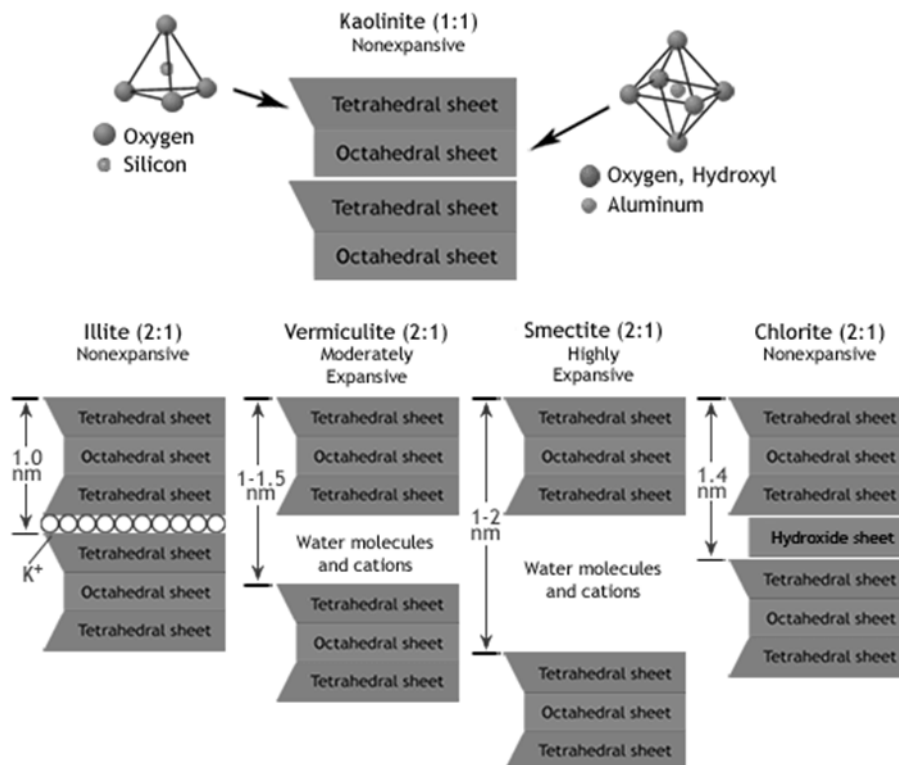 Kaolinite (1:1)
Nonexpansive
Tetrahedral sheet
Octahedral sheet
Tetrahedral sheet
Octahedral sheet
Oxygen
Silicon
Oxygen, Hydroxyl
Aluminum
Illite (2:1)
Nonexpansive
1.0
nm
Tetrahedral sheet
Octahedral sheet
Tetrahedral sheet
K+
Tetrahedral sheet
Octahedral sheet
Tetrahedral sheet
Vermiculite (2:1)
Moderately
Expansive
1-1.5
nm
Tetrahedral sheet
Octahedral sheet
Tetrahedral sheet
Water molecules
and cations
Tetrahedral sheet
Octahedral sheet
Tetrahedral sheet
Smectite (2:1)
Highly
Expansive
1-2
nm
Tetrahedral sheet
Octahedral sheet
Tetrahedral sheet
Water molecules
and cations
Tetrahedral sheet
Octahedral sheet
Tetrahedral sheet
Chlorite (2:1)
Nonexpansive
1.4
nm
Tetrahedral sheet
Octahedral sheet
Tetrahedral sheet
Hydroxide sheet
Tetrahedral sheet
Octahedral sheet
Tetrahedral sheet